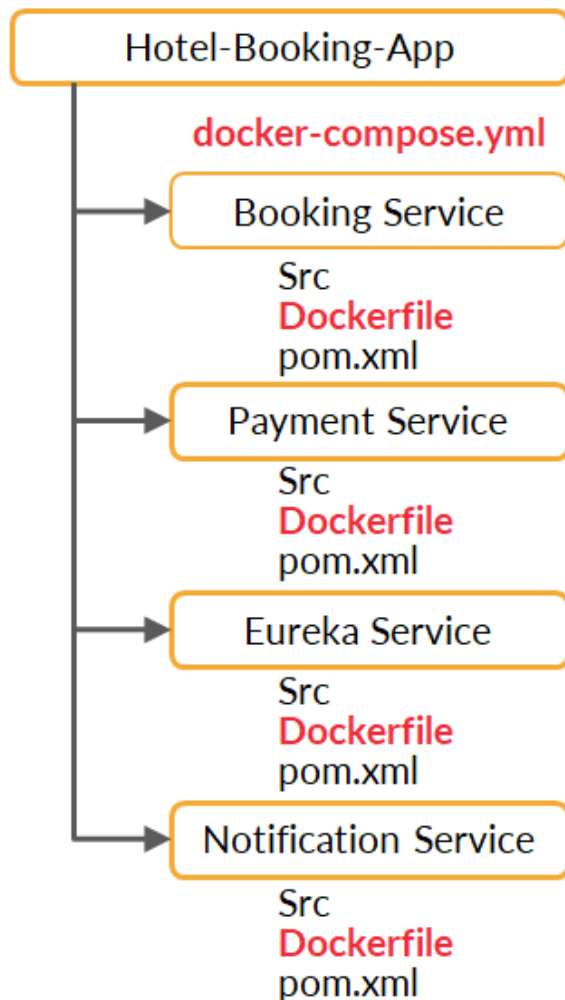 Hotel-Booking-App
docker-compose.yml
Booking Service
Src
Dockerfile
pom.xml
Payment Service
Src
Dockerfile
pom.xml
Eureka Service
Src
Dockerfile
pom.xml
Notification Service
Src
Dockerfile
pom.xml